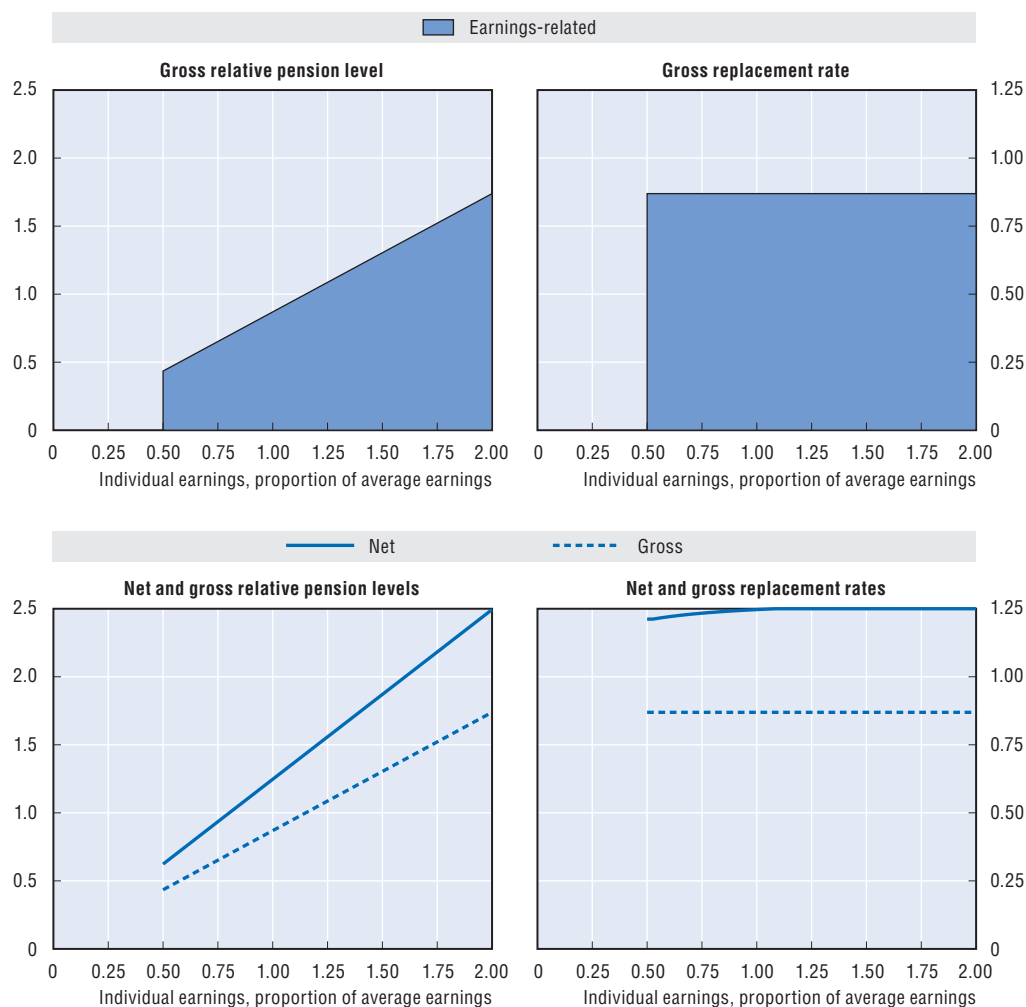 Earnings-related
Gross relative pension level
Gross replacement rate
2.5
2.0
1.5
1.0
0.5
0
0 0.25 0.50 0.75 1.00 1.25 1.50 1.75 2.00
Individual earnings, proportion of average earnings
1.25
1.00
0.75
0.50
0.25
0
0 0.25 0.50 0.75 1.00 1.25 1.50 1.75 2.00
Individual earnings, proportion of average earnings
Net Gross
Net and gross relative pension levels
Net and gross replacement rates
2.5
2.0
1.5
1.0
0.5
0
0 0.25 0.50 0.75 1.00 1.25 1.50 1.75 2.00
Individual earnings, proportion of average earnings
1.25
1.00
0.75
0.50
0.25
0
0 0.25 0.50 0.75 1.00 1.25 1.50 1.75 2.00
Individual earnings, proportion of average earnings